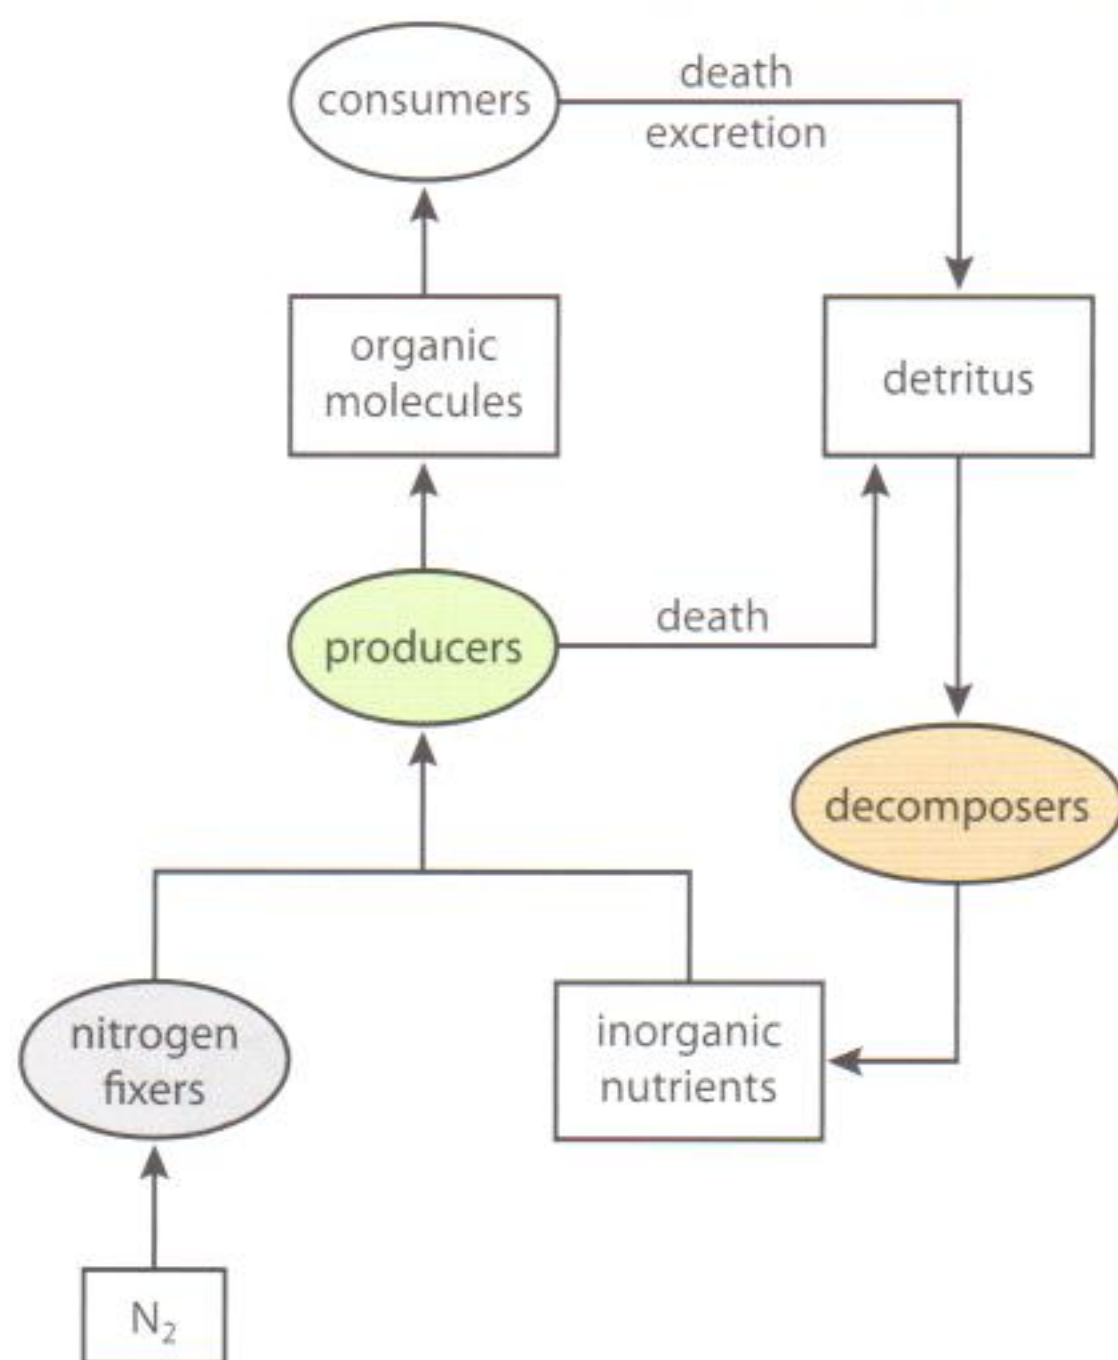 consumers
death
excretion
organic
molecules
detritus
producers
death
decomposers
nitrogen
fixers
inorganic
nutrients
N₂